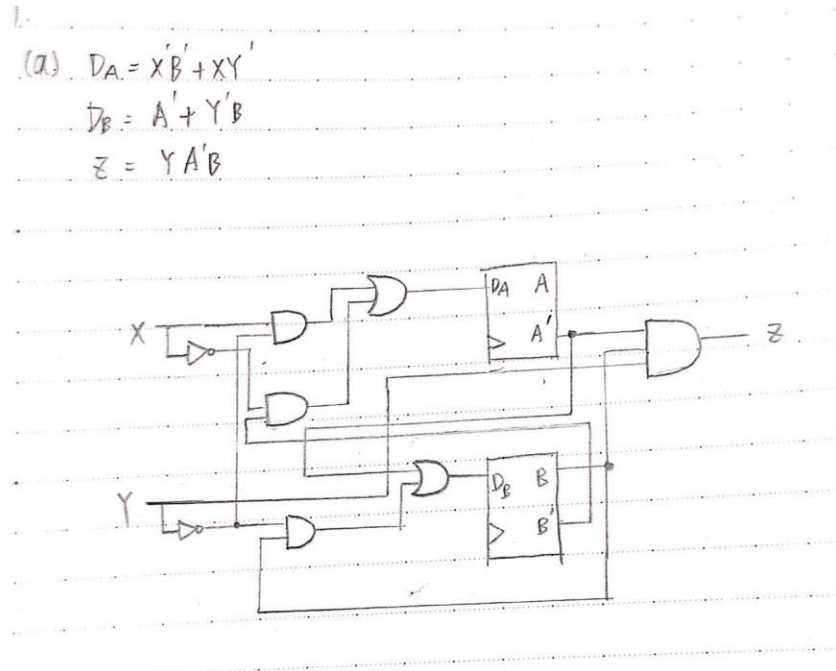 1.
(a) DA = X'B' + XY'
DB = A' + Y'B
Z = YA'B
DA A
X
A'
Z
DB B
Y
B'